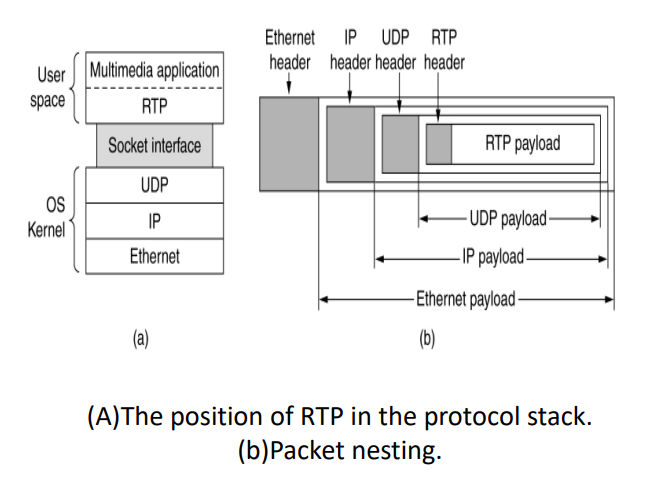 User
space
Multimedia application
RTP
Socket interface
OS
Kernel
UDP
IP
Ethernet
(a)
Ethernet
header
IP
header
UDP
header
RTP
header
RTP payload
UDP payload
IP payload
Ethernet payload
(b)
(A)The position of RTP in the protocol stack.
(b)Packet nesting.